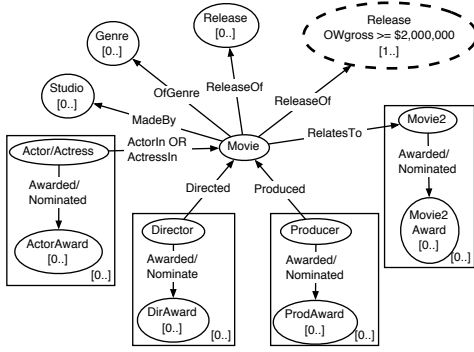 Release
[0..]
Release
OWgross >= $2,000,000
[1..]
Genre
[0..]
Studio
[0..]
OfGenre
ReleaseOf
ReleaseOf
MadeBy
RelatesTo
Movie2
Actor/Actress
ActorIn OR
ActressIn
Movie
Awarded/
Nominated
Awarded/
Nominated
Directed
Produced
ActorAward
[0..]
[0..]
Director
Producer
Movie2
Award
[0..]
[0..]
Awarded/
Nominate
Awarded/
Nominated
DirAward
[0..]
[0..]
ProdAward
[0..]
[0..]